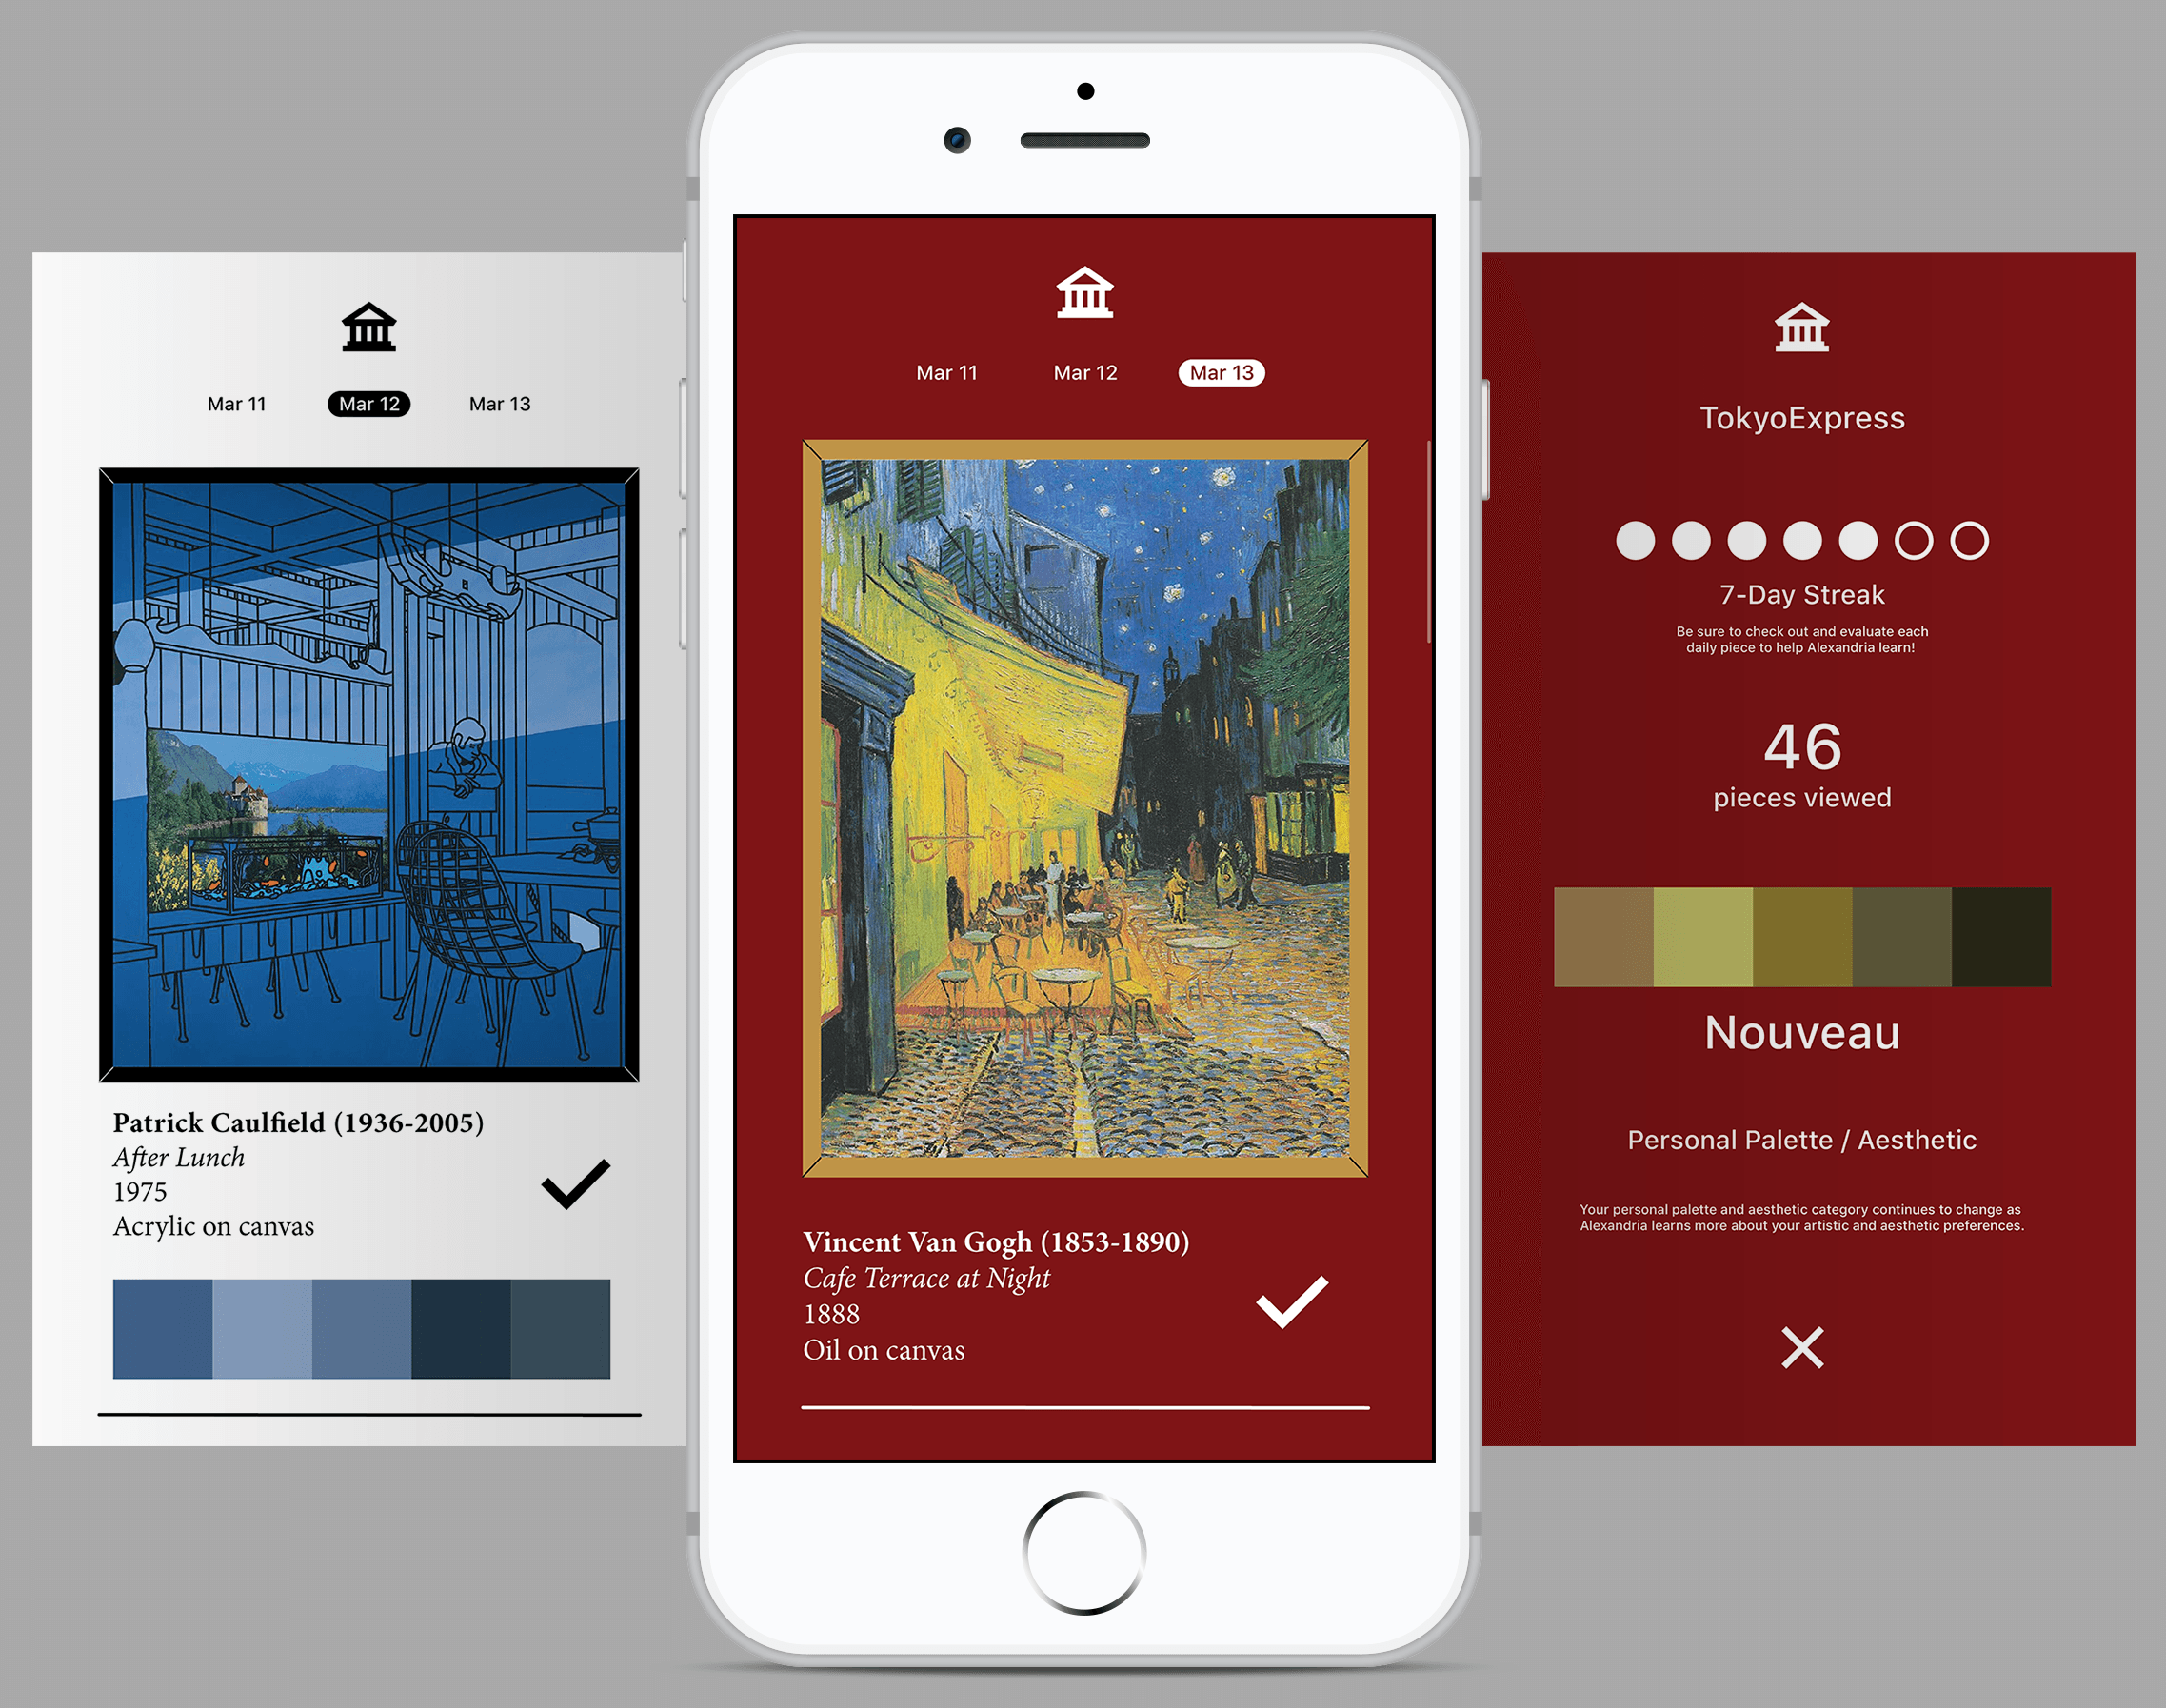 Mar 11 Mar 12 Mar 13
Patrick Caulfield (1936-2005)
After Lunch
1975
Acrylic on canvas
Mar 11 Mar 12 Mar 13
Vincent Van Gogh (1853-1890)
Cafe Terrace at Night
1888
Oil on canvas
TokyoExpress
7-Day Streak
Be sure to check out and evaluate each
daily piece to help Alexandria learn!
46
pieces viewed
Nouveau
Personal Palette / Aesthetic
Your personal palette and aesthetic category continues to change as
Alexandria learns more about your artistic and aesthetic preferences.